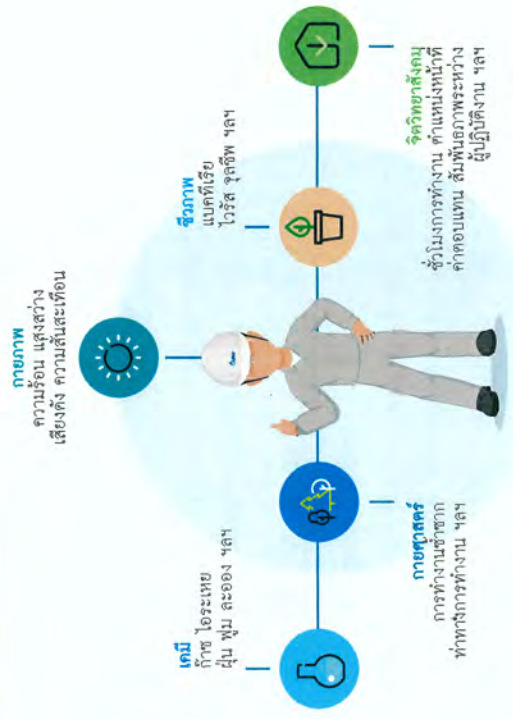 กายภาพ
ความร้อน แสงสว่าง
เสียงดัง ความสั่นสะเทือน
เคมี
ก๊าซ ไอระเหย
ฝุ่น ฟูม ละออง ฯลฯ
ชีวภาพ
แบคทีเรีย
ไวรัส จุลชีพ ฯลฯ
กายศาสตร์
การทำงานซ้ำซาก
ท่าทางการทำงาน ฯลฯ
จิตวิทยาสังคม
ชั่วโมงการทำงาน ตำแหน่งหน้าที่
ค่าตอบแทน สัมพันธภาพระหว่าง
ผู้ปฏิบัติงาน ฯลฯ